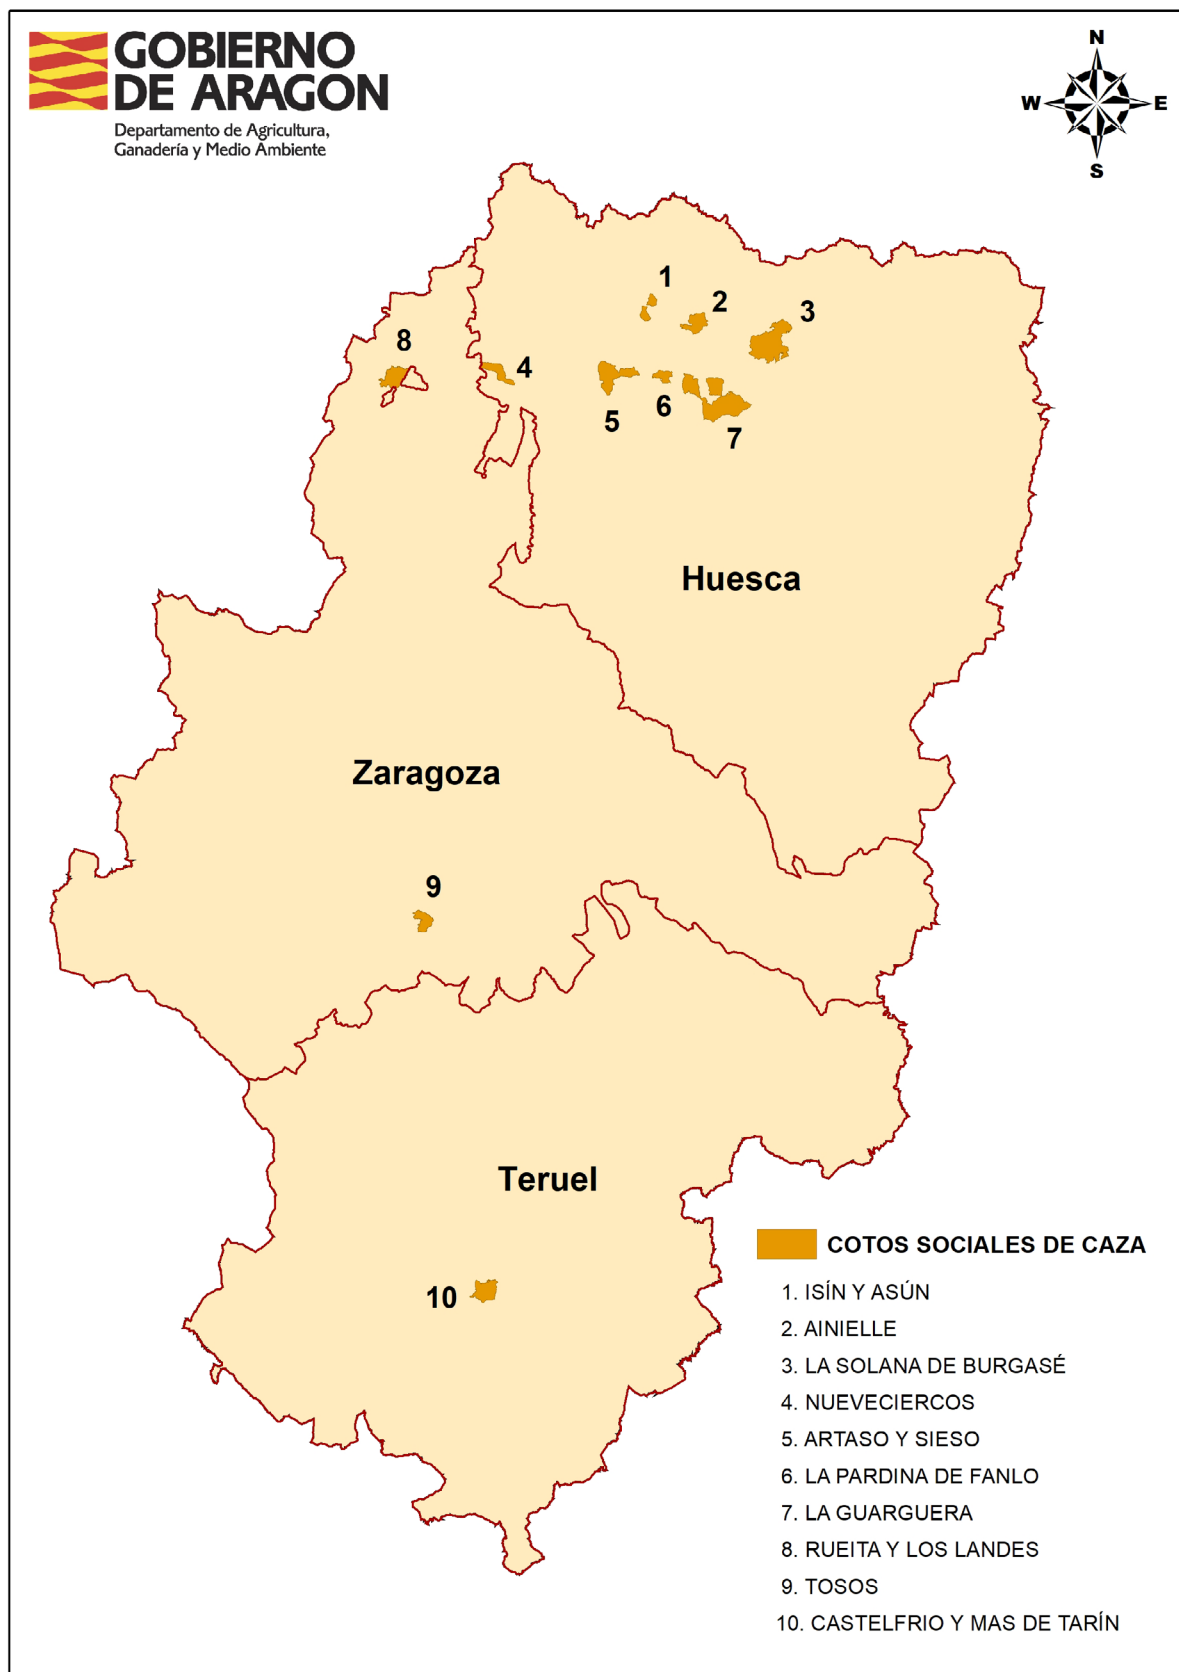 GOBIERNO
DE ARAGON
Departamento de Agricultura,
Ganadería y Medio Ambiente
N
W E
S
1
2
3
8
4
5
6
7
Huesca
Zaragoza
9
Teruel
10
COTOS SOCIALES DE CAZA
1. ISÍN Y ASÚN
2. AINIELLE
3. LA SOLANA DE BURGASÉ
4. NUEVECIERCOS
5. ARTASO Y SIESO
6. LA PARDINA DE FANLO
7. LA GUARGUERA
8. RUEITA Y LOS LANDES
9. TOSOS
10. CASTELFRIO Y MAS DE TARÍN